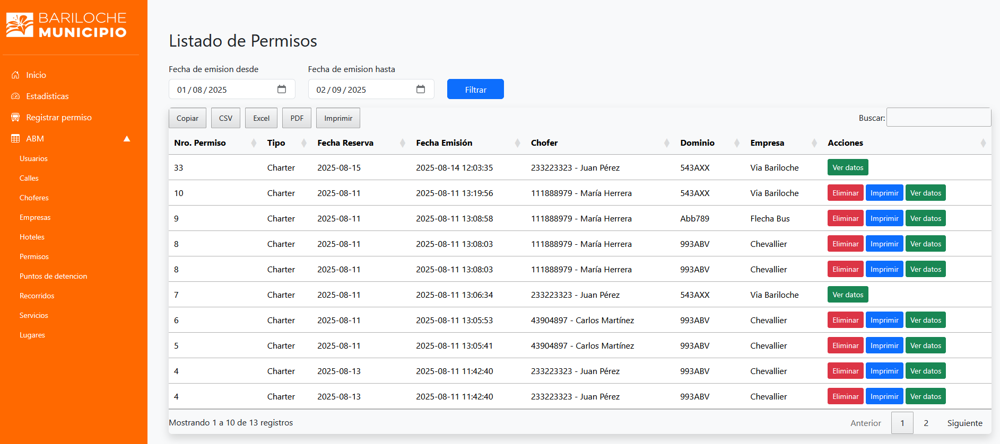 BARILOCHE
MUNICIPIO
Inicio
Estadisticas
Registrar permiso
ABM
Usuarios
Calles
Choferes
Empresas
Hoteles
Permisos
Puntos de detencion
Recorridos
Servicios
Lugares
Listado de Permisos
Fecha de emision desde Fecha de emision hasta
01/08/2025 02/09/2025 Filtrar
Copiar CSV Excel PDF Imprimir Buscar:
Nro. Permiso Tipo Fecha Reserva Fecha Emisión Chofer Dominio Empresa Acciones
33 Charter 2025-08-15 2025-08-14 12:03:35 233223323 - Juan Pérez 543AXX Via Bariloche Ver datos
10 Charter 2025-08-11 2025-08-11 13:19:56 111888979 - María Herrera 543AXX Via Bariloche Eliminar Imprimir Ver datos
9 Charter 2025-08-11 2025-08-11 13:08:58 111888979 - María Herrera Abb789 Flecha Bus Eliminar Imprimir Ver datos
8 Charter 2025-08-11 2025-08-11 13:08:03 111888979 - María Herrera 993ABV Chevallier Eliminar Imprimir Ver datos
8 Charter 2025-08-11 2025-08-11 13:08:03 111888979 - María Herrera 993ABV Chevallier Eliminar Imprimir Ver datos
7 Charter 2025-08-11 2025-08-11 13:06:34 233223323 - Juan Pérez 543AXX Via Bariloche Ver datos
6 Charter 2025-08-11 2025-08-11 13:05:53 43904897 - Carlos Martínez 993ABV Chevallier Eliminar Imprimir Ver datos
5 Charter 2025-08-11 2025-08-11 13:05:41 43904897 - Carlos Martínez 993ABV Chevallier Eliminar Imprimir Ver datos
4 Charter 2025-08-13 2025-08-11 11:42:40 233223323 - Juan Pérez 993ABV Chevallier Eliminar Imprimir Ver datos
4 Charter 2025-08-13 2025-08-11 11:42:40 233223323 - Juan Pérez 993ABV Chevallier Eliminar Imprimir Ver datos
Mostrando 1 a 10 de 13 registros Anterior 1 2 Siguiente